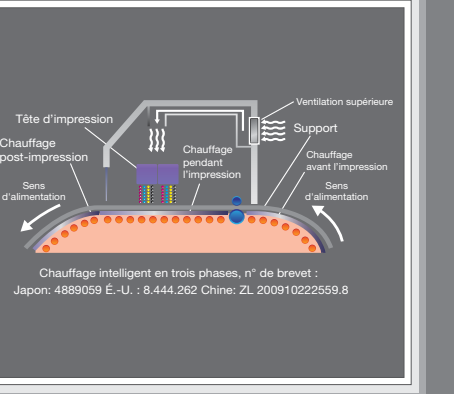 Ventilation supérieure
Tête d'impression
Support
Chauffage
post-impression
Chauffage
pendant
l'impression
Chauffage
avant l'impression
Sens
d'alimentation
Sens
d'alimentation
Chauffage intelligent en trois phases, n° de brevet :
Japon: 4889059 É.-U. : 8.444.262 Chine: ZL 200910222559.8